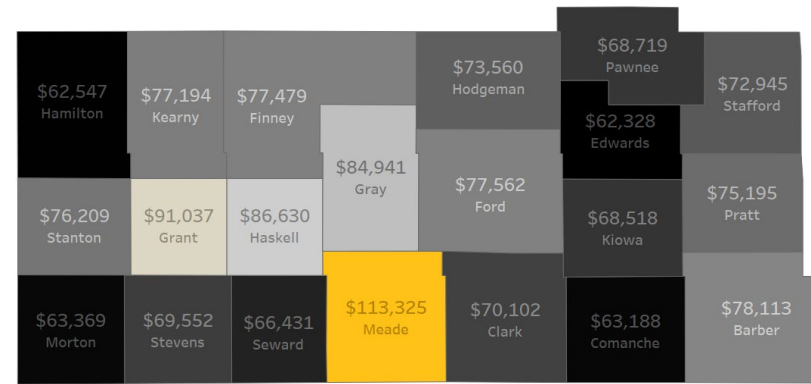 $62,547
Hamilton
$77,194
Kearny
$77,479
Finney
$73,560
Hodgeman
$68,719
Pawnee
$72,945
Stafford
$62,328
Edwards
$84,941
Gray
$77,562
Ford
$76,209
Stanton
$91,037
Grant
$86,630
Haskell
$68,518
Kiowa
$75,195
Pratt
$63,369
Morton
$69,552
Stevens
$66,431
Seward
$113,325
Meade
$70,102
Clark
$63,188
Comanche
$78,113
Barber